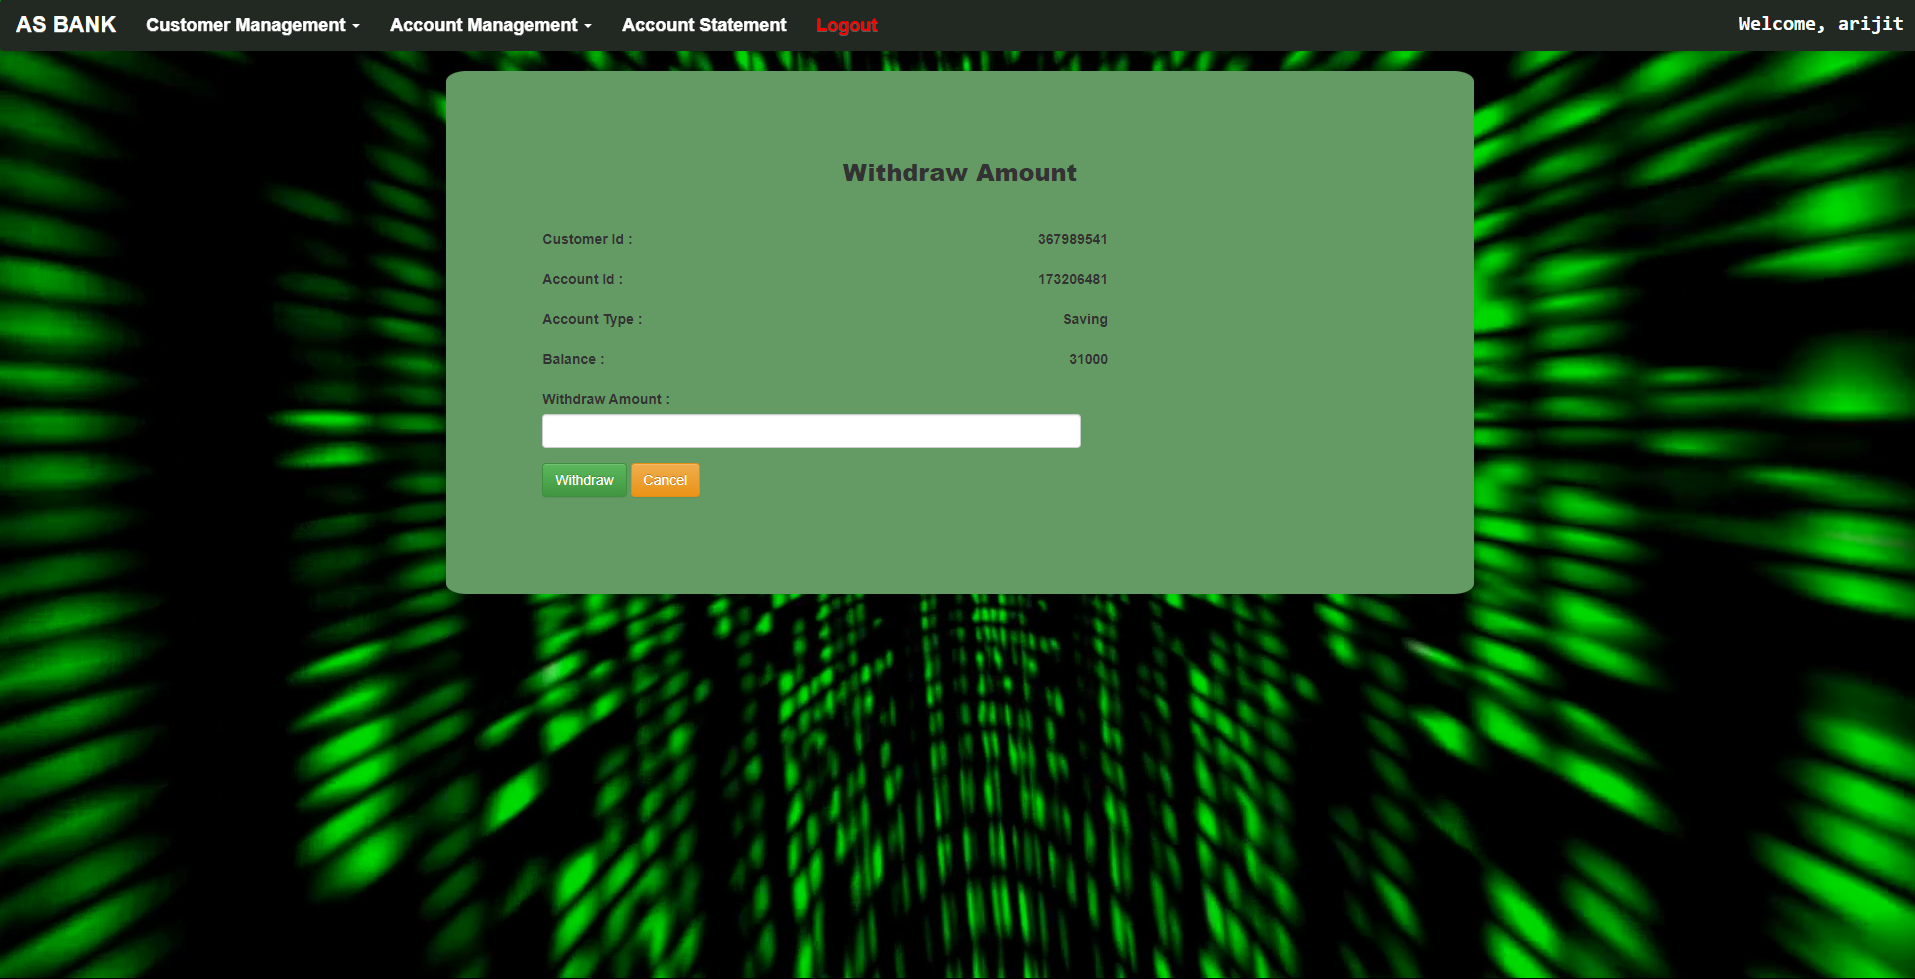 AS BANK Customer Management Account Management Account Statement Logout Welcome, arijit
Withdraw Amount
Customer Id : 367989541
Account Id : 173206481
Account Type : Saving
Balance : 31000
Withdraw Amount :
Withdraw Cancel